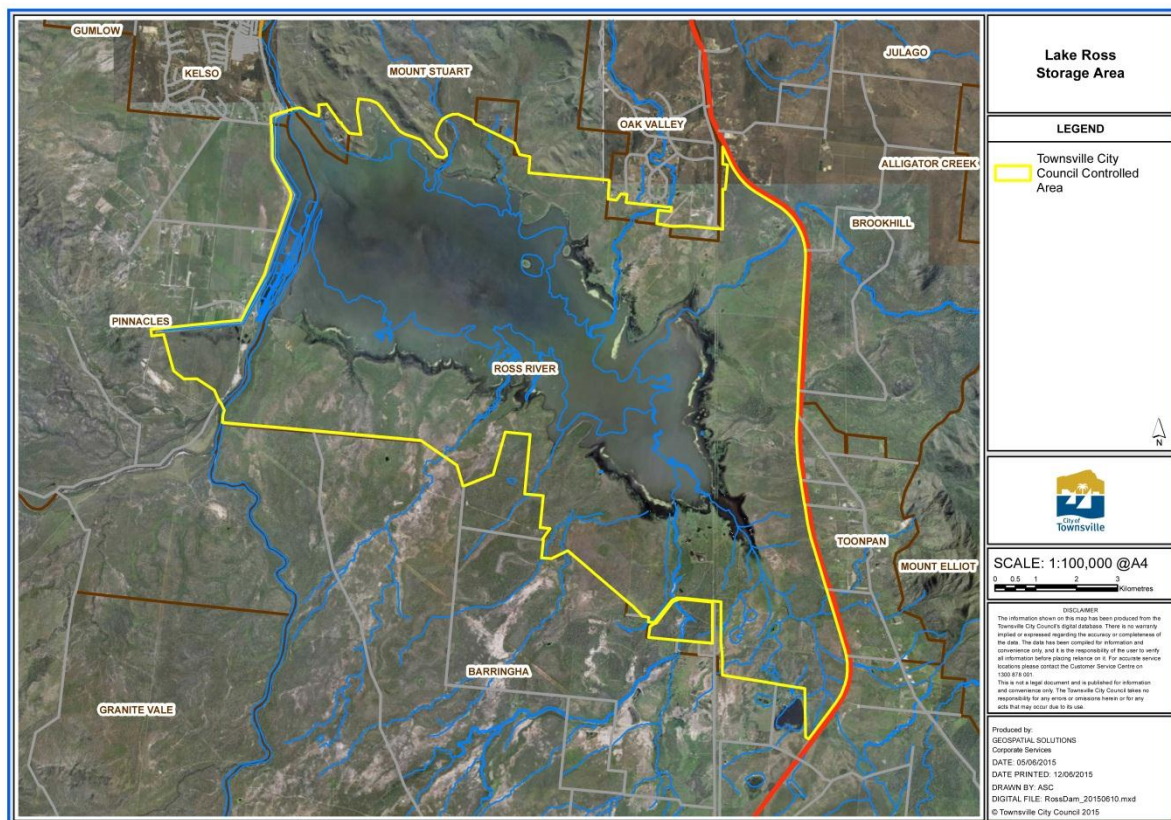 GUMLOW
KELSO
MOUNT STUART
JULAGO
OAK VALLEY
ALLIGATOR CREEK
BROOKHILL
PINNACLES
ROSS RIVER
TOONPAN
MOUNT ELLIOT
BARRINGHA
GRANITE VALE
Lake Ross
Storage Area
LEGEND
Townsville City
Council Controlled
Area
N
City of
Townsville
SCALE: 1:100,000 @A4
0 0.5 1 2 3
Kilometres
DISCLAIMER
The information shown on this map has been produced from the
Townsville City Council's digital database. There is no warranty
implied or expressed regarding the accuracy or completeness of
the data. The data has been compiled for information and
convenience only, and it is the responsibility of the user to verify
all information before placing reliance on it. For accurate service
locations please contact the Customer Service Centre on
1300 878 001.
This is not a legal document and is published for information
and convenience only. The Townsville City Council takes no
responsibility for any errors or omissions herein or for any
acts that may occur due to its use.
Produced by:
GEOSPATIAL SOLUTIONS
Corporate Services
DATE: 05/06/2015
DATE PRINTED: 12/06/2015
DRAWN BY: ASC
DIGITAL FILE: RossDam_20150610.mxd
© Townsville City Council 2015